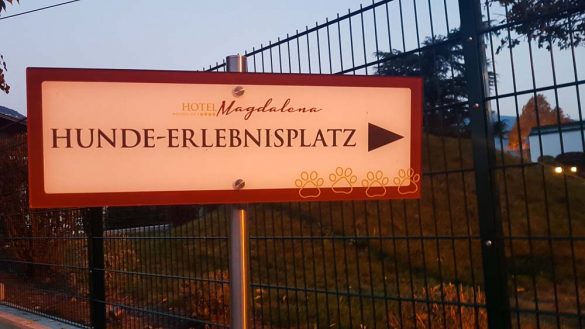 HOTEL Magdalena
HUNDE-ERLEBNISPLATZ